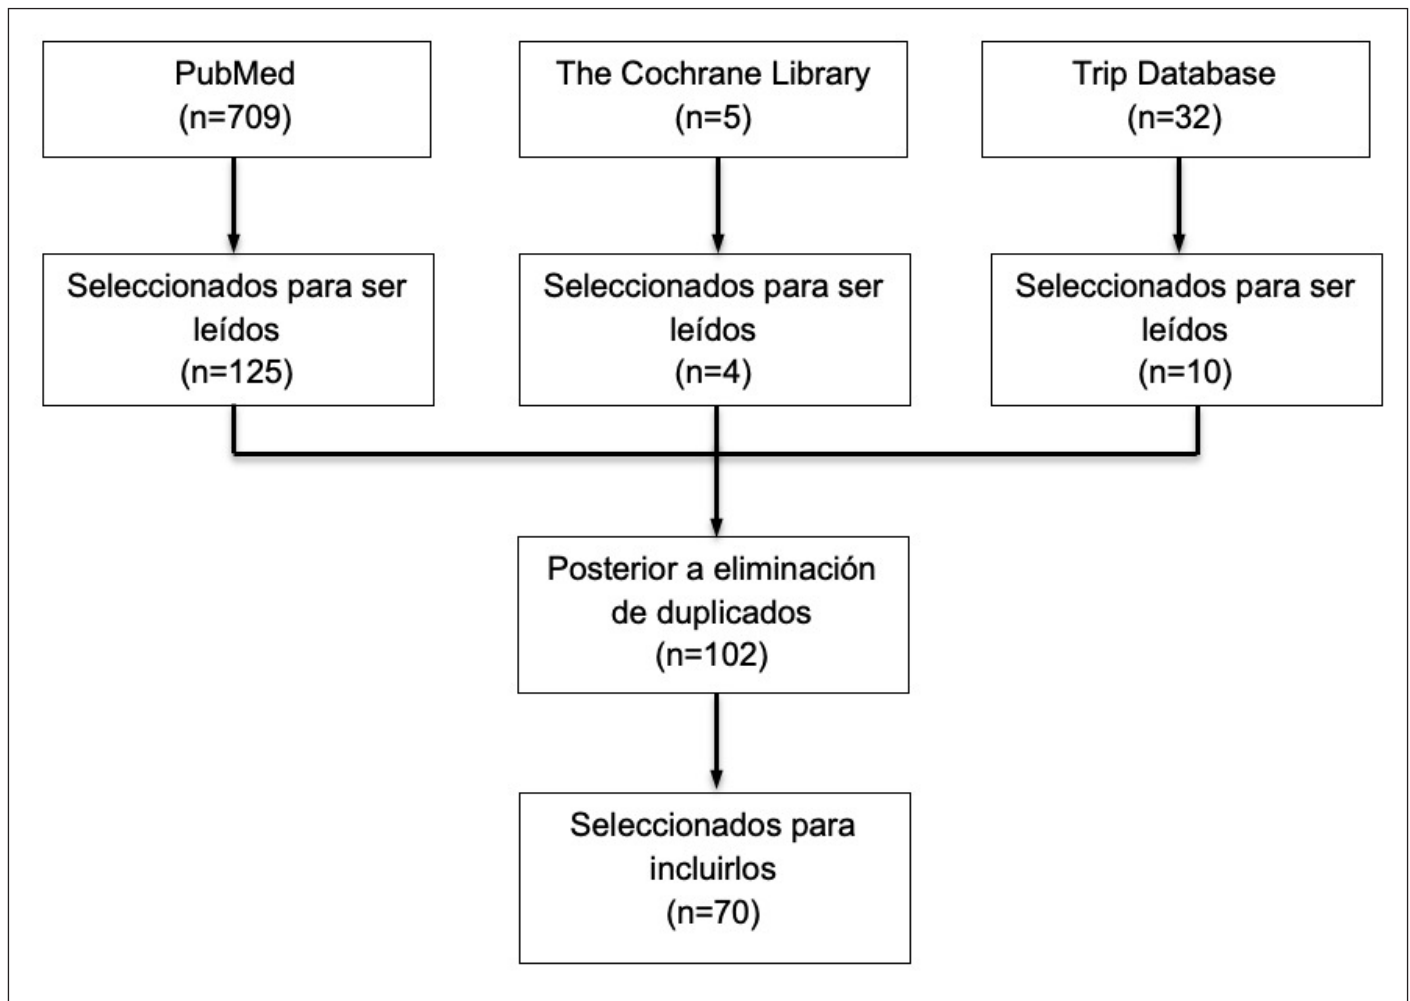 PubMed
(n=709)
The Cochrane Library
(n=5)
Trip Database
(n=32)
Seleccionados para ser
leídos
(n=125)
Seleccionados para ser
leídos
(n=4)
Seleccionados para ser
leídos
(n=10)
Posterior a eliminación
de duplicados
(n=102)
Seleccionados para
incluirlos
(n=70)